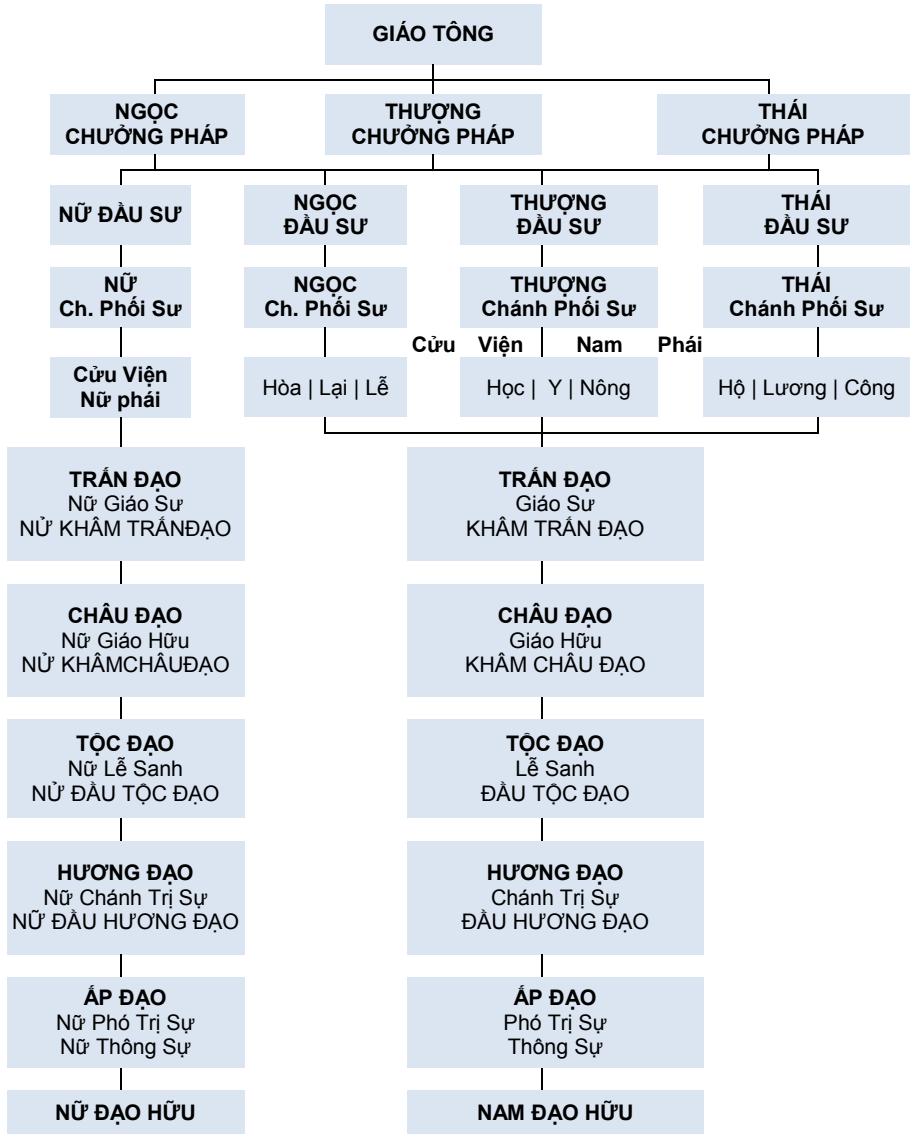 GIÁO TÔNG
NGỌC
CHƯỞNG PHÁP
THƯỢNG
CHƯỞNG PHÁP
THÁI
CHƯỞNG PHÁP
NỮ ĐẦU SƯ
NGỌC
ĐẦU SƯ
THƯỢNG
ĐẦU SƯ
THÁI
ĐẦU SƯ
NỮ
Ch. Phối Sư
NGỌC
Ch. Phối Sư
THƯỢNG
Chánh Phối Sư
THÁI
Chánh Phối Sư
Cửu Viện Nam Phái
Cửu Viện
Nữ phái
Hòa | Lại | Lễ
Học | Y | Nông
Hộ | Lương | Công
TRẤN ĐẠO
Nữ Giáo Sư
NỬ KHÂM TRẤNĐẠO
TRẤN ĐẠO
Giáo Sư
KHÂM TRẤN ĐẠO
CHÂU ĐẠO
Nữ Giáo Hữu
NỬ KHÂMCHÂUĐẠO
CHÂU ĐẠO
Giáo Hữu
KHÂM CHÂU ĐẠO
TỘC ĐẠO
Nữ Lễ Sanh
NỬ ĐẦU TỘC ĐẠO
TỘC ĐẠO
Lễ Sanh
ĐẦU TỘC ĐẠO
HƯƠNG ĐẠO
Nữ Chánh Trị Sự
NỮ ĐẦU HƯƠNG ĐẠO
HƯƠNG ĐẠO
Chánh Trị Sự
ĐẦU HƯƠNG ĐẠO
ẤP ĐẠO
Nữ Phó Trị Sự
Nữ Thông Sự
ẤP ĐẠO
Phó Trị Sự
Thông Sự
NỮ ĐẠO HỮU
NAM ĐẠO HỮU